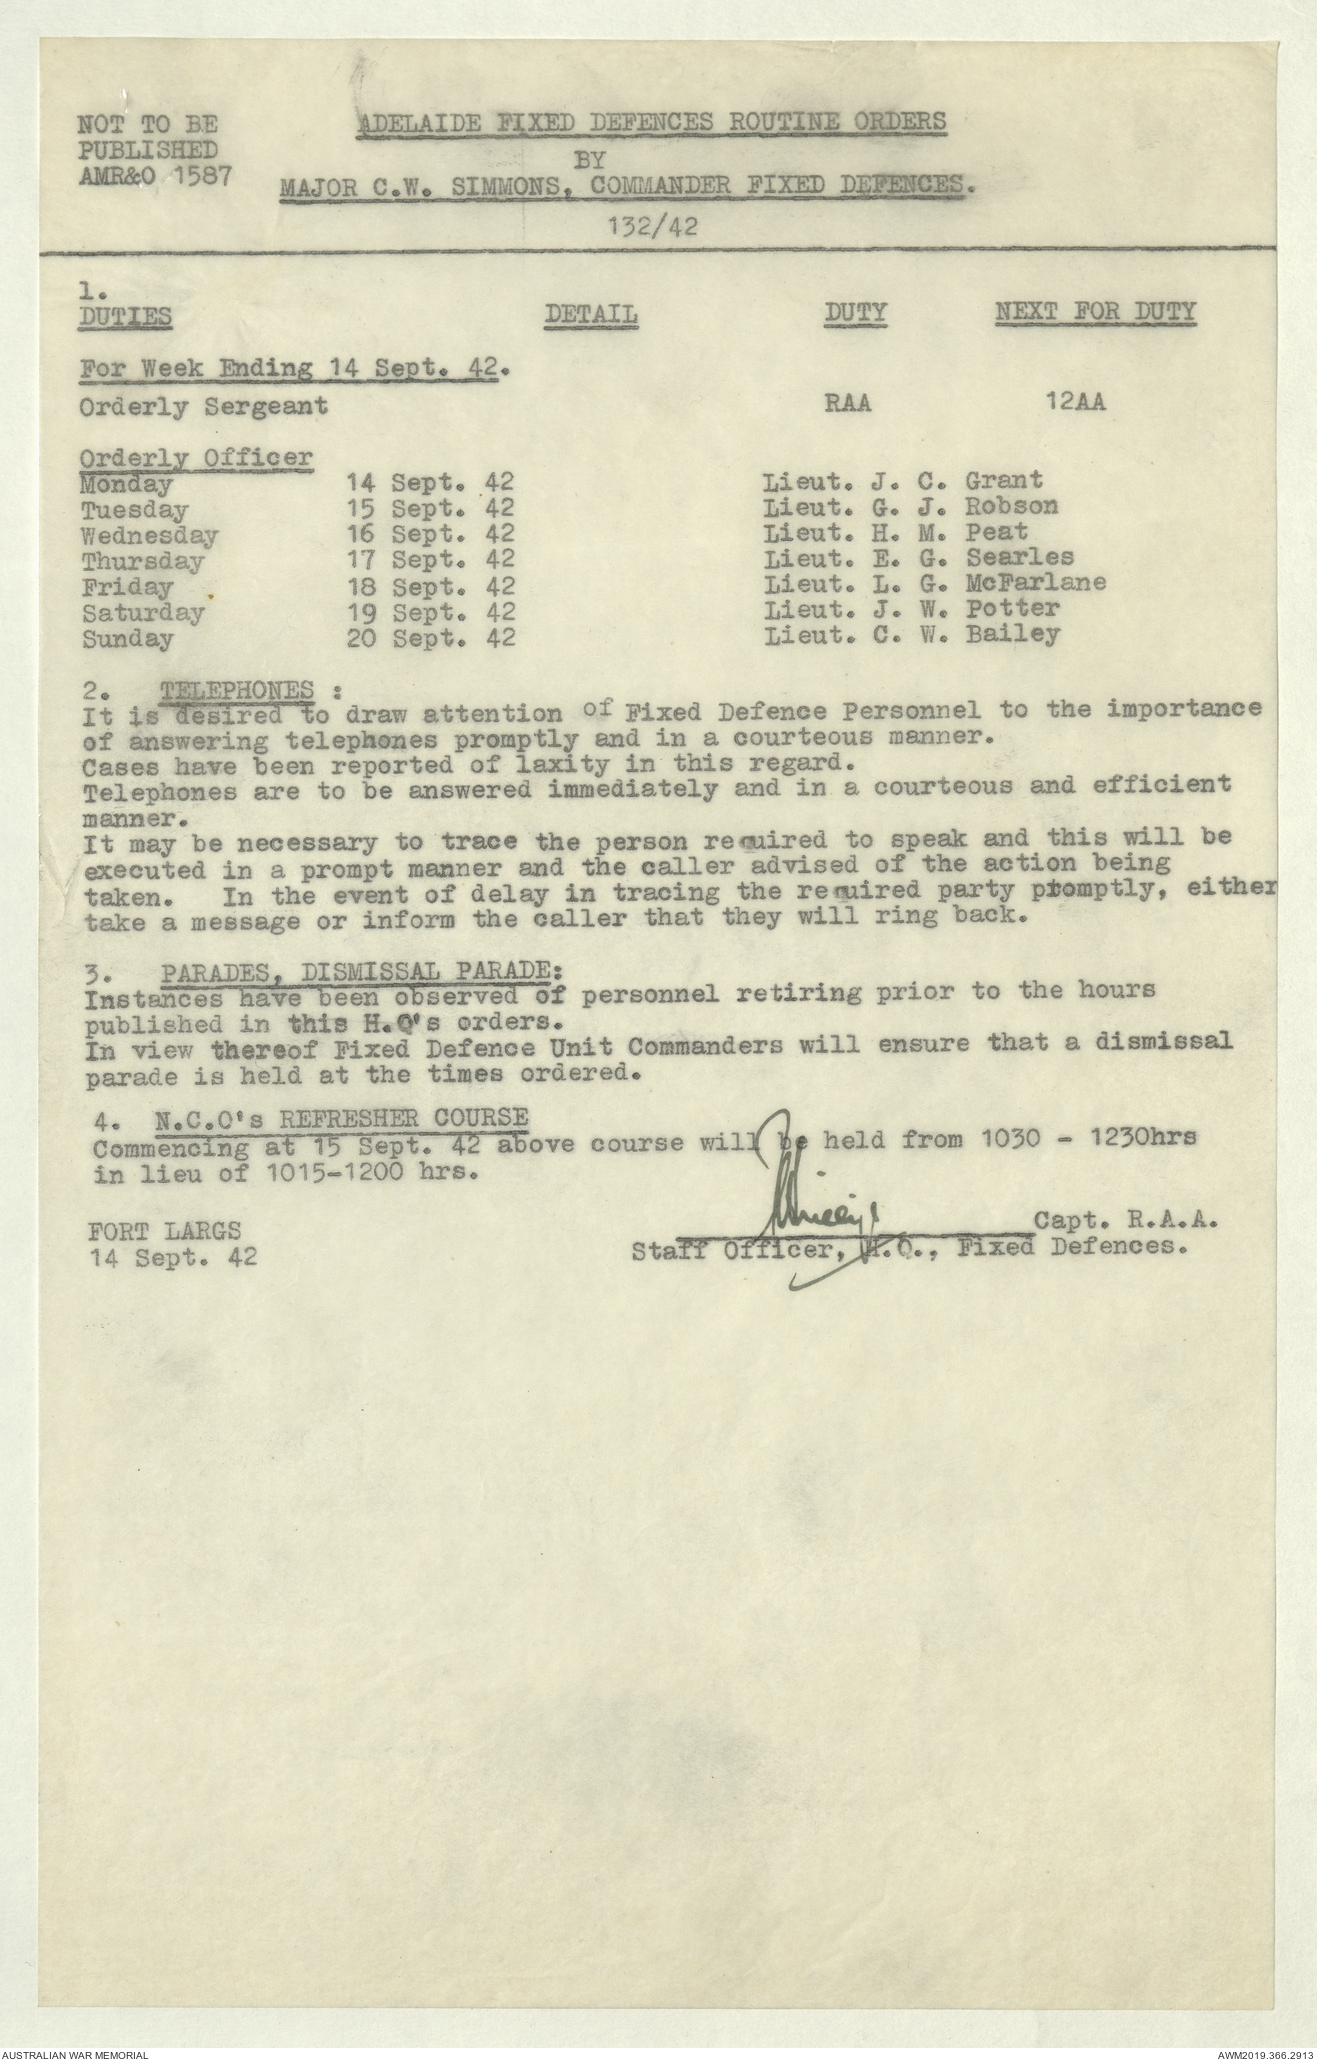 NOT TO BE
PUBLISHED
AMR&O 1587
ADELAIDE FIXED DEFENCES ROUTINE ORDERS
BY
MAJOR C.W. SIMMONS, COMMANDER FIXED DEFENCES.
132/42
1.
DUTIES DETAIL DUTY NEXT FOR DUTY
For Week Ending 14 Sept. 42.
Orderly Sergeant RAA 12AA
Orderly Officer
Monday 14 Sept. 42 Lieut. J. C. Grant
Tuesday 15 Sept. 42 Lieut. G. J. Robson
Wednesday 16 Sept. 42 Lieut. H. M. Peat
Thursday 17 Sept. 42 Lieut. E. G. Searles
Friday 18 Sept. 42 Lieut. L. G. McFarlane
Saturday 19 Sept. 42 Lieut. J. W. Potter
Sunday 20 Sept. 42 Lieut. C. W. Bailey
2. TELEPHONES :
It is desired to draw attention of Fixed Defence Personnel to the importance
of answering telephones promptly and in a courteous manner.
Cases have been reported of laxity in this regard.
Telephones are to be answered immediately and in a courteous and efficient
manner.
It may be necessary to trace the person required to speak and this will be
executed in a prompt manner and the caller advised of the action being
taken. In the event of delay in tracing the required party promptly, either
take a message or inform the caller that they will ring back.
3. PARADES, DISMISSAL PARADE:
Instances have been observed of personnel retiring prior to the hours
published in this H.Q's orders.
In view thereof Fixed Defence Unit Commanders will ensure that a dismissal
parade is held at the times ordered.
4. N.C.O's REFRESHER COURSE
Commencing at 15 Sept. 42 above course will be held from 1030 - 1230hrs
in lieu of 1015-1200 hrs.
FORT LARGS Capt. R.A.A.
14 Sept. 42 Staff Officer, H.Q., Fixed Defences.
AUSTRALIAN WAR MEMORIAL AWM2019.366.2913